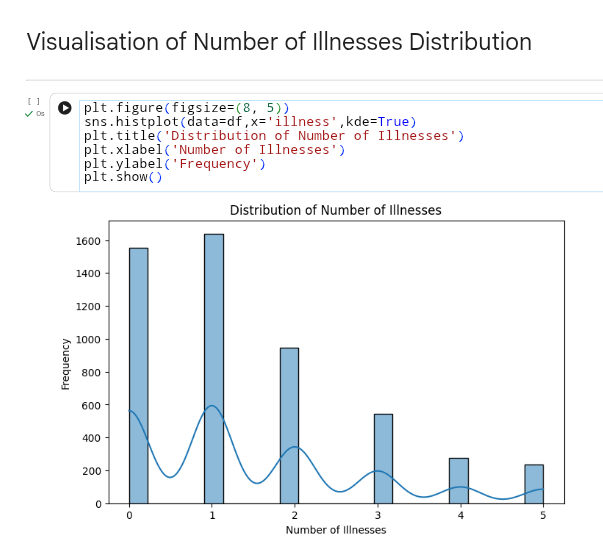 Visualisation of Number of Illnesses Distribution
[ ]
0s
plt.figure(figsize=(8, 5))
sns.histplot(data=df,x='illness',kde=True)
plt.title('Distribution of Number of Illnesses')
plt.xlabel('Number of Illnesses')
plt.ylabel('Frequency')
plt.show()
Distribution of Number of Illnesses
1600
1400
1200
1000
800
600
400
200
0
Frequency
0 1 2 3 4 5
Number of Illnesses